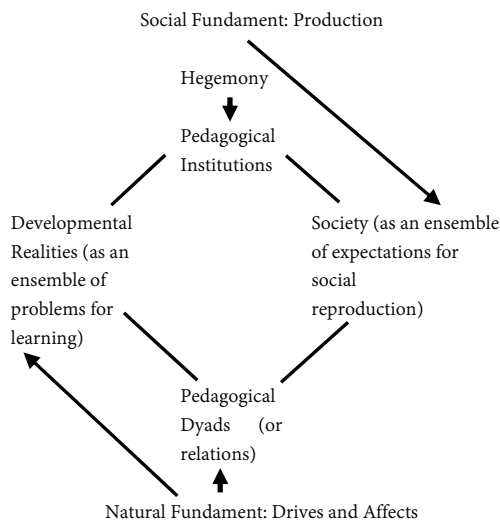 Social Fundament: Production
Hegemony
Pedagogical
Institutions
Developmental
Realities (as an
ensemble of
problems for
learning)
Society (as an ensemble
of expectations for
social
reproduction)
Pedagogical
Dyads (or
relations)
Natural Fundament: Drives and Affects